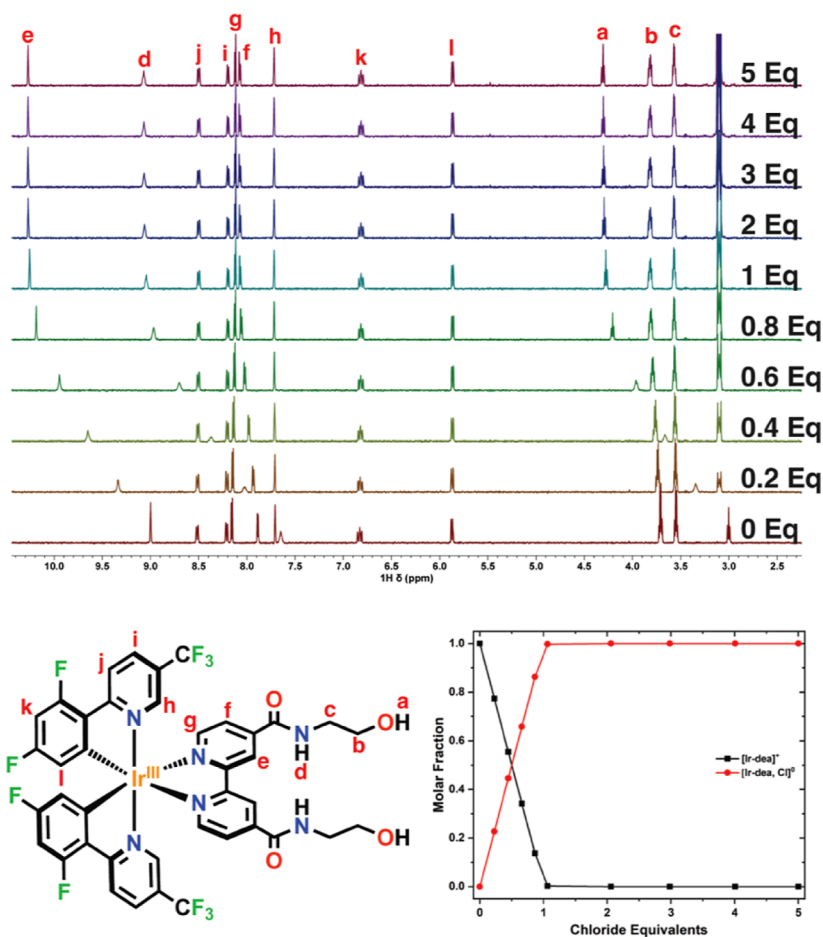 e d j i g f h k l a b c
5 Eq
4 Eq
3 Eq
2 Eq
1 Eq
0.8 Eq
0.6 Eq
0.4 Eq
0.2 Eq
0 Eq
10.0 9.5 9.0 8.5 8.0 7.5 7.0 6.5 6.0 5.5 5.0 4.5 4.0 3.5 3.0 2.5
1H δ (ppm)
i
j
CF3
F
k
N
h
F
l
IrIII
F
F
N
CF3
g
f
N
e
O
N
H
d
c
b
a
OH
N
H
N
O
OH
Molar Fraction
1.0
0.8
0.6
0.4
0.2
0.0
[Ir-dea]+
[Ir-dea, Cl]0
0 1 2 3 4 5
Chloride Equivalents